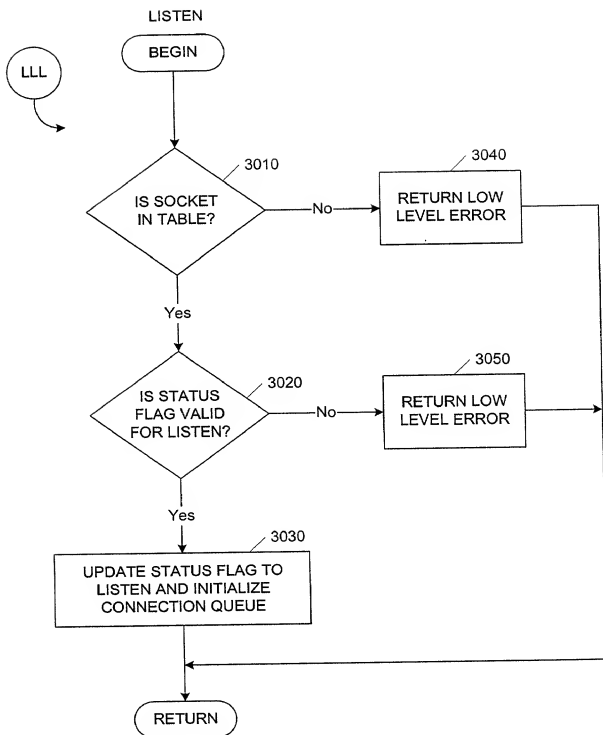 LISTEN
BEGIN
LLL
3010
IS SOCKET
IN TABLE?
No
3040
RETURN LOW
LEVEL ERROR
Yes
3020
IS STATUS
FLAG VALID
FOR LISTEN?
No
3050
RETURN LOW
LEVEL ERROR
Yes
3030
UPDATE STATUS FLAG TO
LISTEN AND INITIALIZE
CONNECTION QUEUE
RETURN